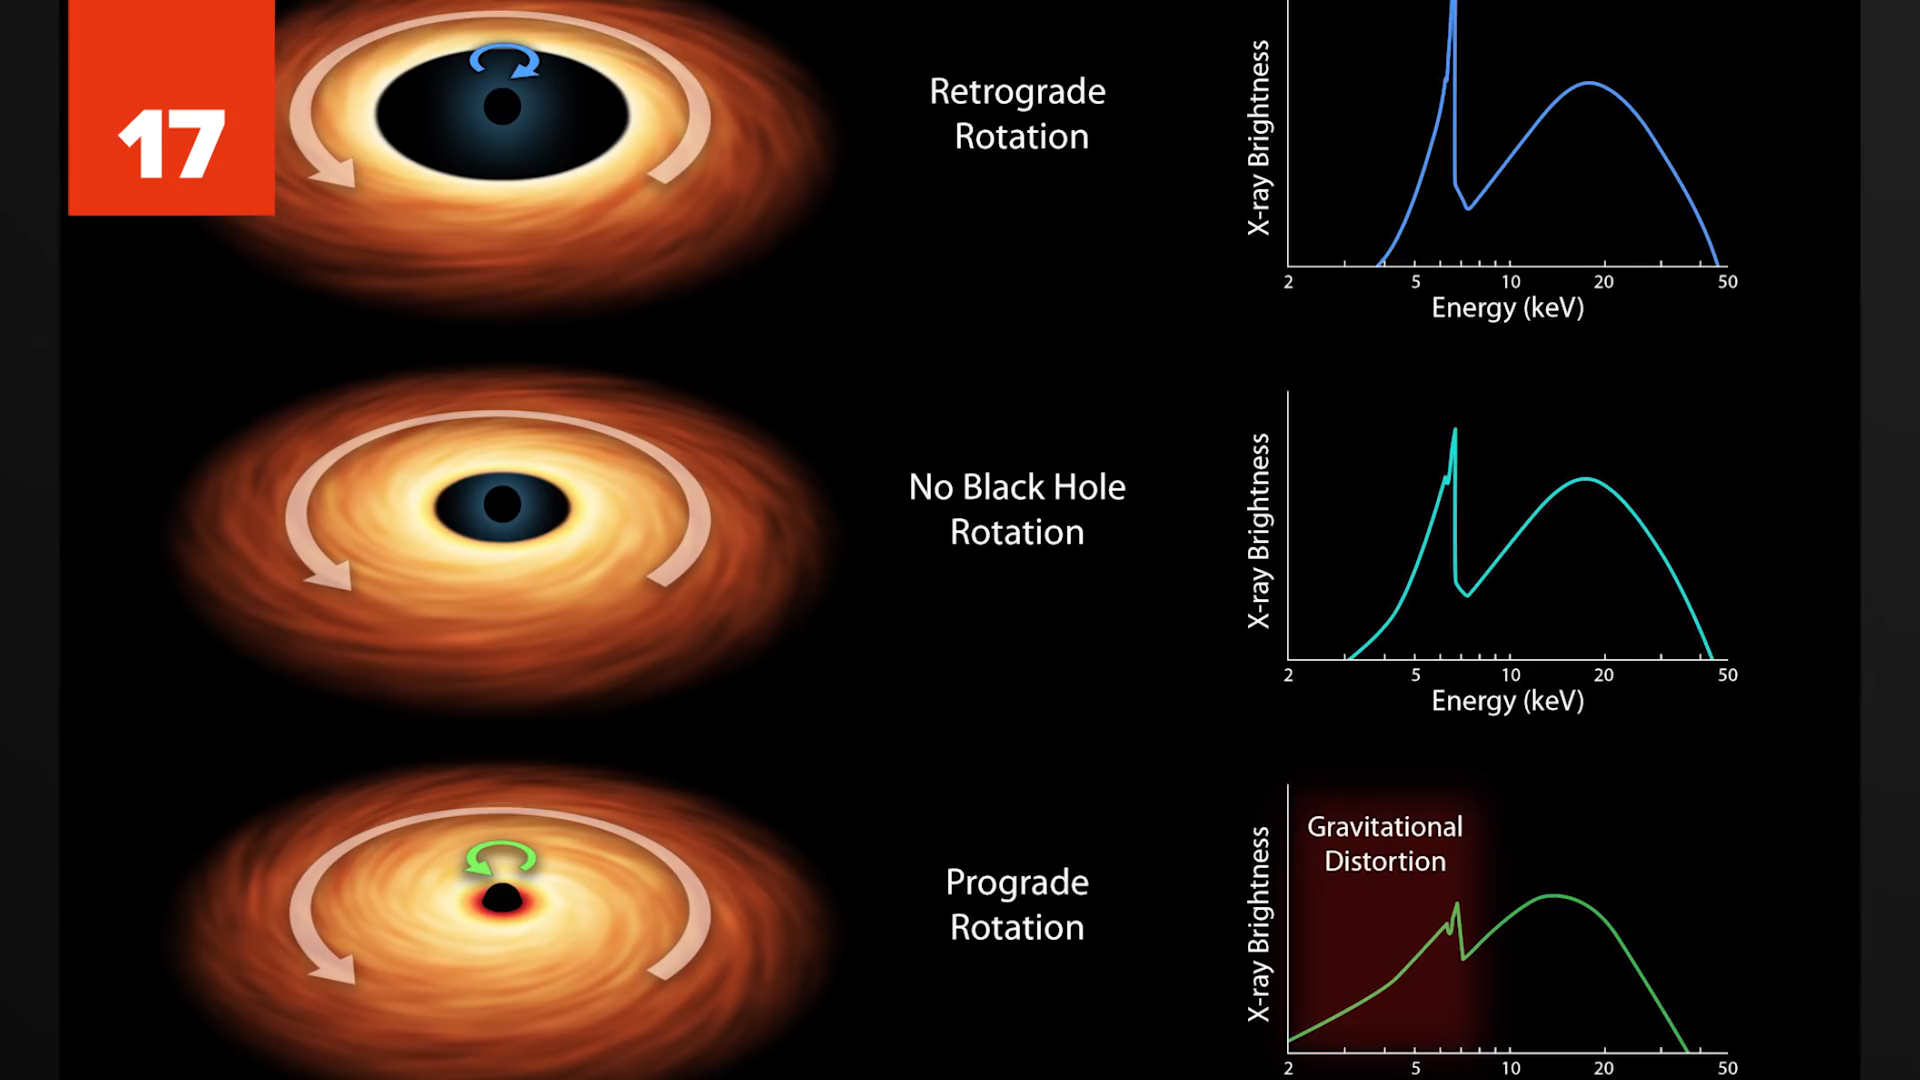 17
Retrograde
Rotation
X-ray Brightness
2 5 10 20 50
Energy (keV)
No Black Hole
Rotation
X-ray Brightness
2 5 10 20 50
Energy (keV)
Prograde
Rotation
Gravitational
Distortion
X-ray Brightness
2 5 10 20 50